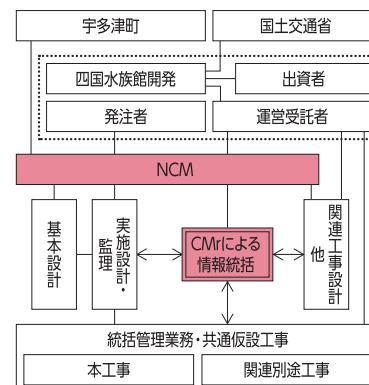 宇多津町
国土交通省
四国水族館開発
出資者
発注者
運営受託者
NCM
基本設計
実施設計・
監理
CMrによる
情報統括
関連工事設計
他
統括管理業務・共通仮設工事
本工事
関連別途工事